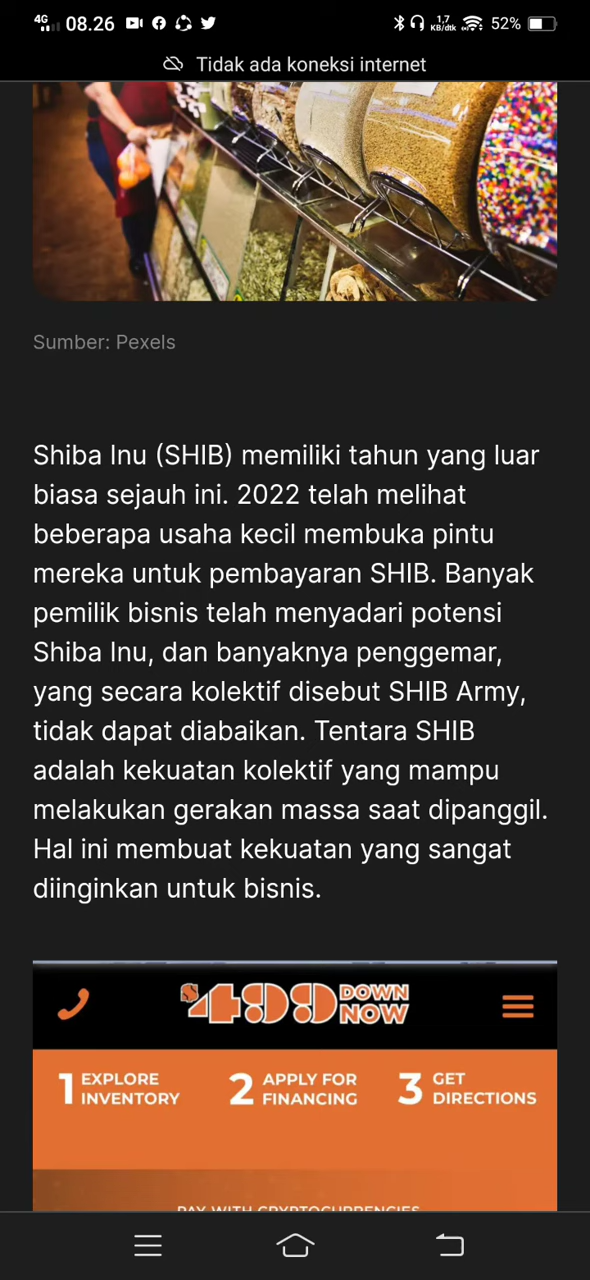 4G 08.26 1,7 KB/dtk 52%
Tidak ada koneksi internet
Sumber: Pexels
Shiba Inu (SHIB) memiliki tahun yang luar
biasa sejauh ini. 2022 telah melihat
beberapa usaha kecil membuka pintu
mereka untuk pembayaran SHIB. Banyak
pemilik bisnis telah menyadari potensi
Shiba Inu, dan banyaknya penggemar,
yang secara kolektif disebut SHIB Army,
tidak dapat diabaikan. Tentara SHIB
adalah kekuatan kolektif yang mampu
melakukan gerakan massa saat dipanggil.
Hal ini membuat kekuatan yang sangat
diinginkan untuk bisnis.
$499 DOWN NOW
1 EXPLORE INVENTORY
2 APPLY FOR FINANCING
3 GET DIRECTIONS
PAY WITH CRYPTOCURRENCIES